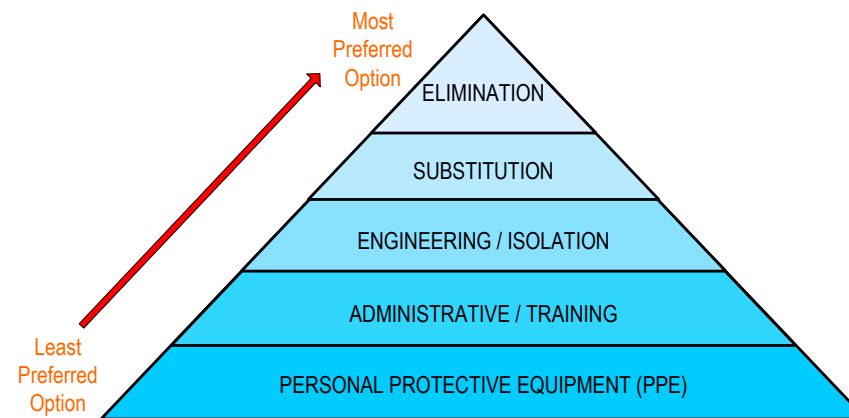 Most
Preferred
Option
ELIMINATION
SUBSTITUTION
ENGINEERING / ISOLATION
ADMINISTRATIVE / TRAINING
Least
Preferred
Option
PERSONAL PROTECTIVE EQUIPMENT (PPE)